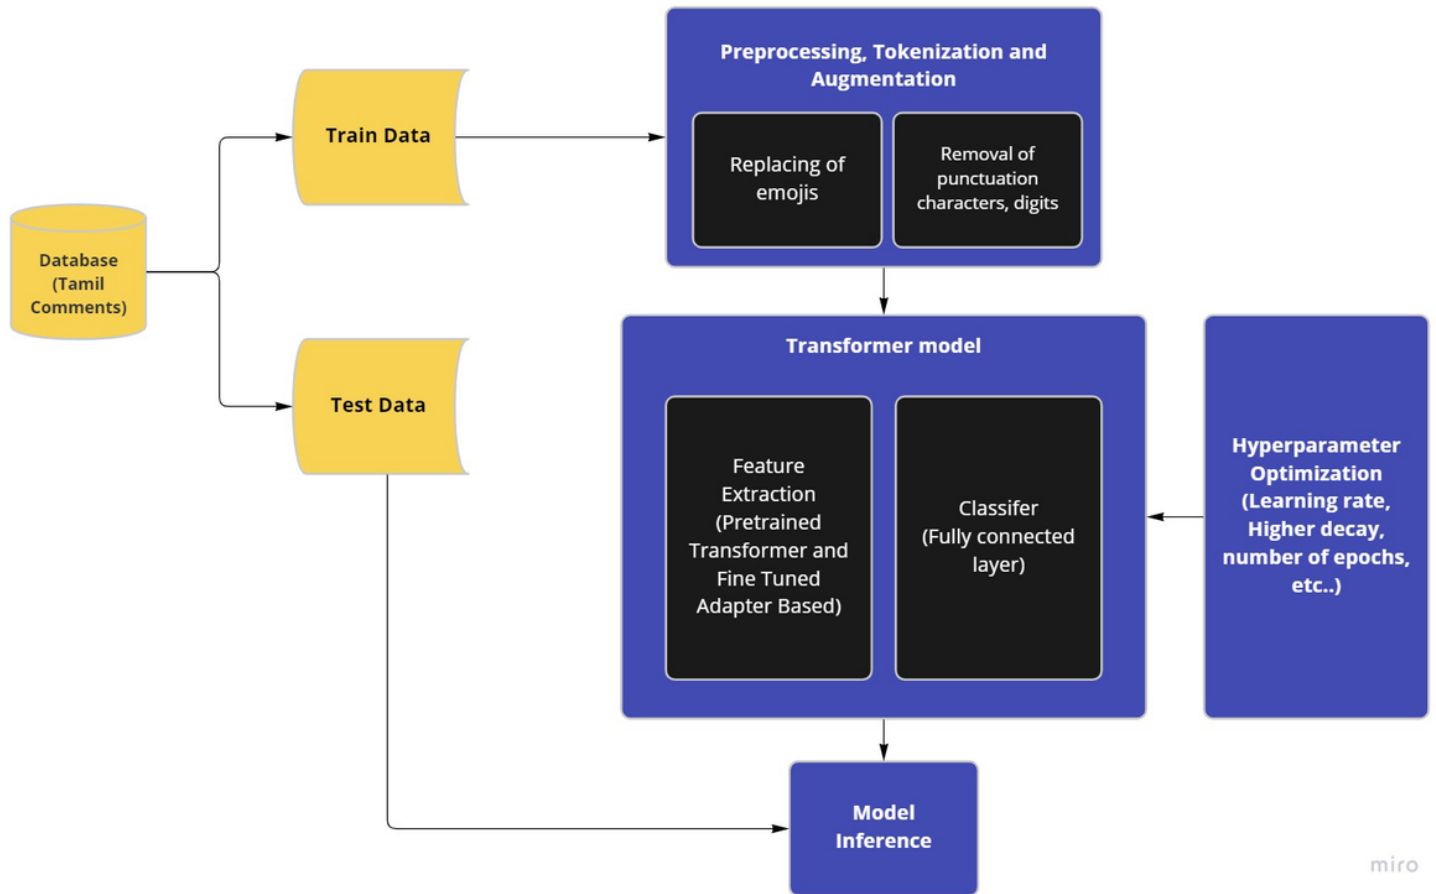 Preprocessing, Tokenization and
Augmentation
Replacing of
emojis
Removal of
punctuation
characters, digits
Train Data
Database
(Tamil
Comments)
Test Data
Transformer model
Feature
Extraction
(Pretrained
Transformer and
Fine Tuned
Adapter Based)
Classifer
(Fully connected
layer)
Hyperparameter
Optimization
(Learning rate,
Higher decay,
number of epochs,
etc..)
Model
Inference
miro